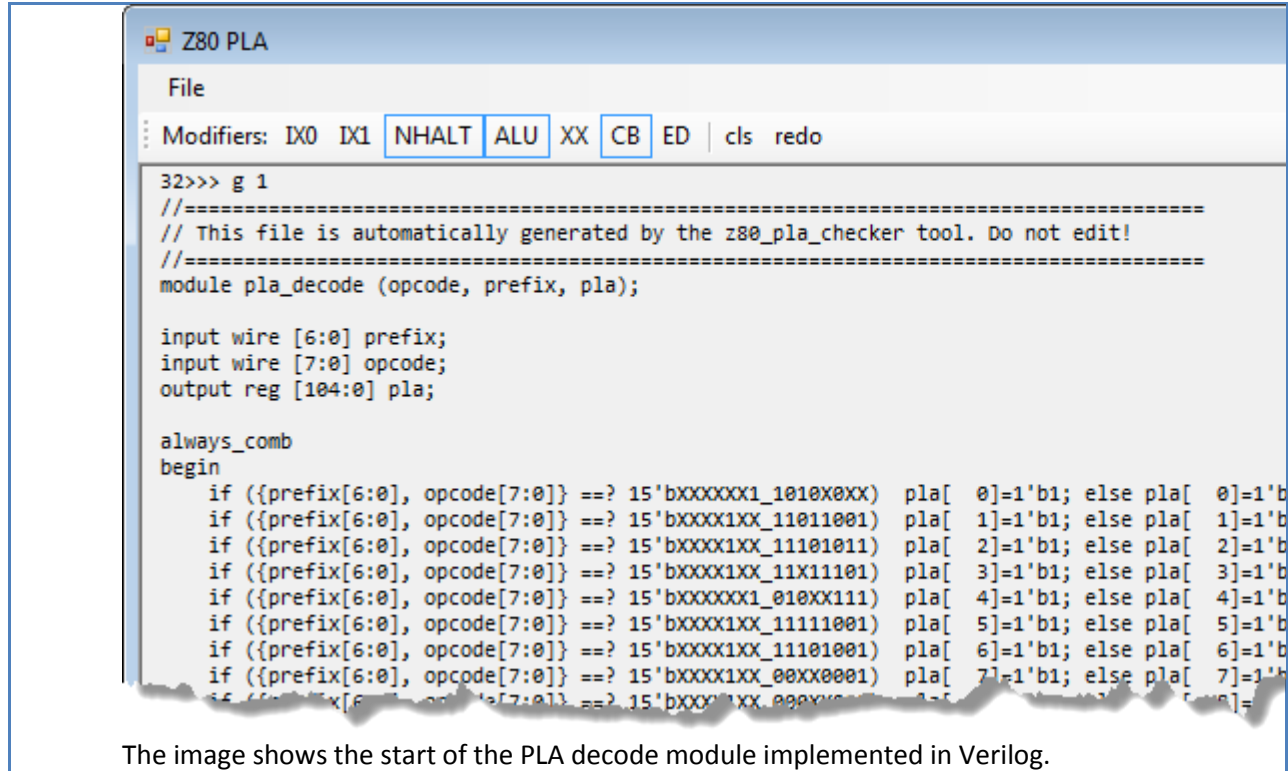 Z80 PLA
File
Modifiers: IX0 IX1 NHALT ALU XX CB ED cls redo
32>>> g 1
//=====================================================================================
// This file is automatically generated by the z80_pla_checker tool. Do not edit!
//=====================================================================================
module pla_decode (opcode, prefix, pla);
input wire [6:0] prefix;
input wire [7:0] opcode;
output reg [104:0] pla;
always_comb
begin
if ({prefix[6:0], opcode[7:0]} ==? 15'bXXXXXX1_1010X0XX) pla[ 0]=1'b1; else pla[ 0]=1'b
if ({prefix[6:0], opcode[7:0]} ==? 15'bXXXX1XX_11011001) pla[ 1]=1'b1; else pla[ 1]=1'b
if ({prefix[6:0], opcode[7:0]} ==? 15'bXXXX1XX_11101011) pla[ 2]=1'b1; else pla[ 2]=1'b
if ({prefix[6:0], opcode[7:0]} ==? 15'bXXXX1XX_11X11101) pla[ 3]=1'b1; else pla[ 3]=1'b
if ({prefix[6:0], opcode[7:0]} ==? 15'bXXXXXX1_010XX111) pla[ 4]=1'b1; else pla[ 4]=1'b
if ({prefix[6:0], opcode[7:0]} ==? 15'bXXXX1XX_11111001) pla[ 5]=1'b1; else pla[ 5]=1'b
if ({prefix[6:0], opcode[7:0]} ==? 15'bXXXX1XX_11101001) pla[ 6]=1'b1; else pla[ 6]=1'b
if ({prefix[6:0], opcode[7:0]} ==? 15'bXXXX1XX_00XX0001) pla[ 7]=1'b1; else pla[ 7]=1'b
The image shows the start of the PLA decode module implemented in Verilog.